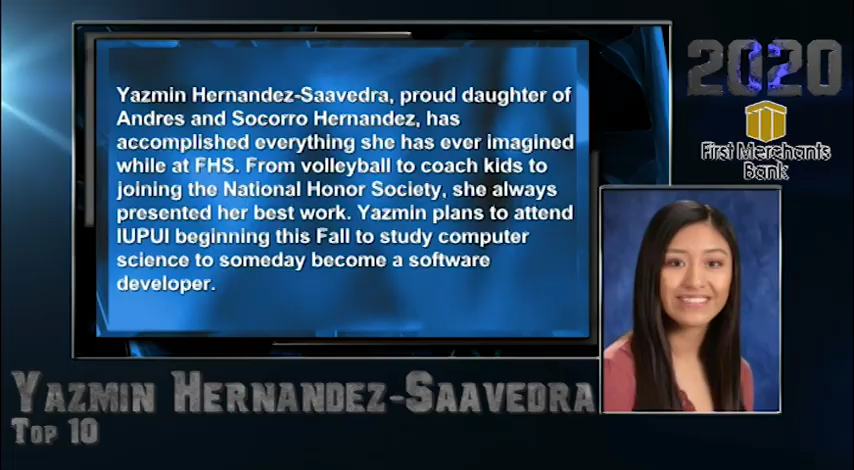 2020
First Merchants
Bank
Yazmin Hernandez-Saavedra, proud daughter of
Andres and Socorro Hernandez, has
accomplished everything she has ever imagined
while at FHS. From volleyball to coach kids to
joining the National Honor Society, she always
presented her best work. Yazmin plans to attend
IUPUI beginning this Fall to study computer
science to someday become a software
developer.
Yazmin Hernandez-Saavedra
Top 10